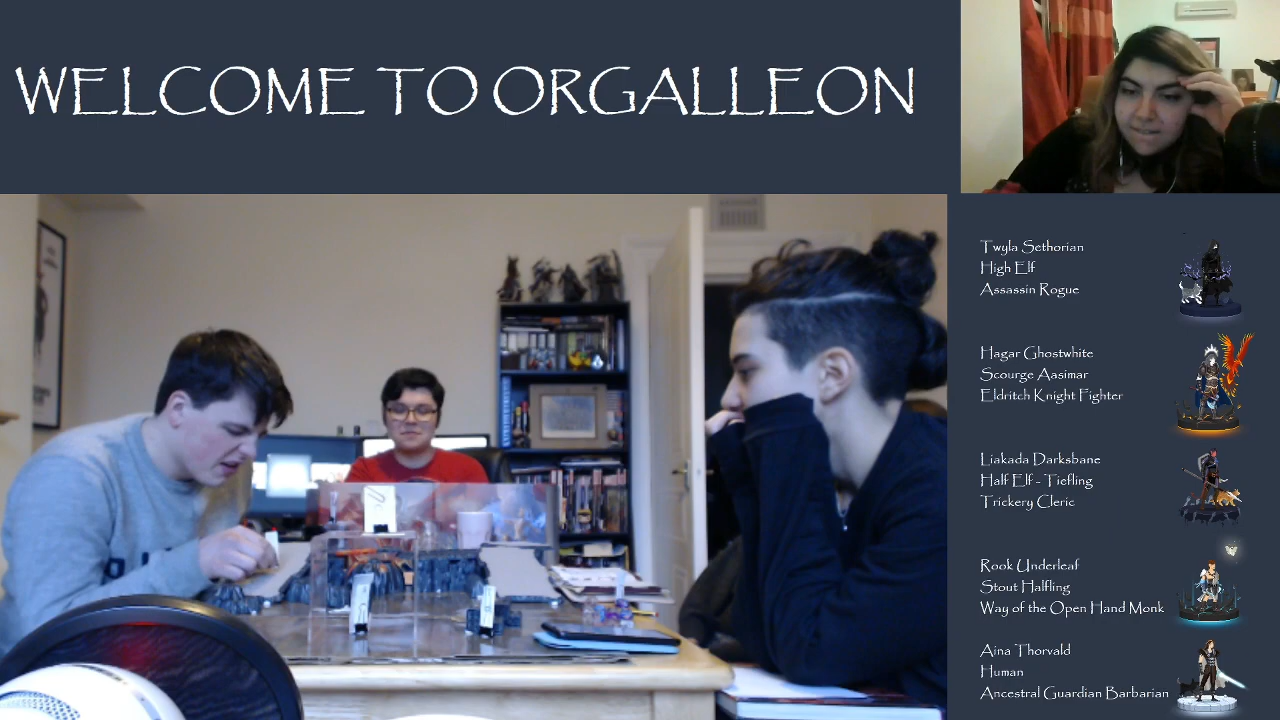 WELCOME TO ORGALLEON
Twyla Sethorian
High Elf
Assassin Rogue
Hagar Ghostwhite
Scourge Aasimar
Eldritch Knight Fighter
Liakada Darksbane
Half Elf - Tiefling
Trickery Cleric
Rook Underleaf
Stout Halfling
Way of the Open Hand Monk
Aina Thorvald
Human
Ancestral Guardian Barbarian